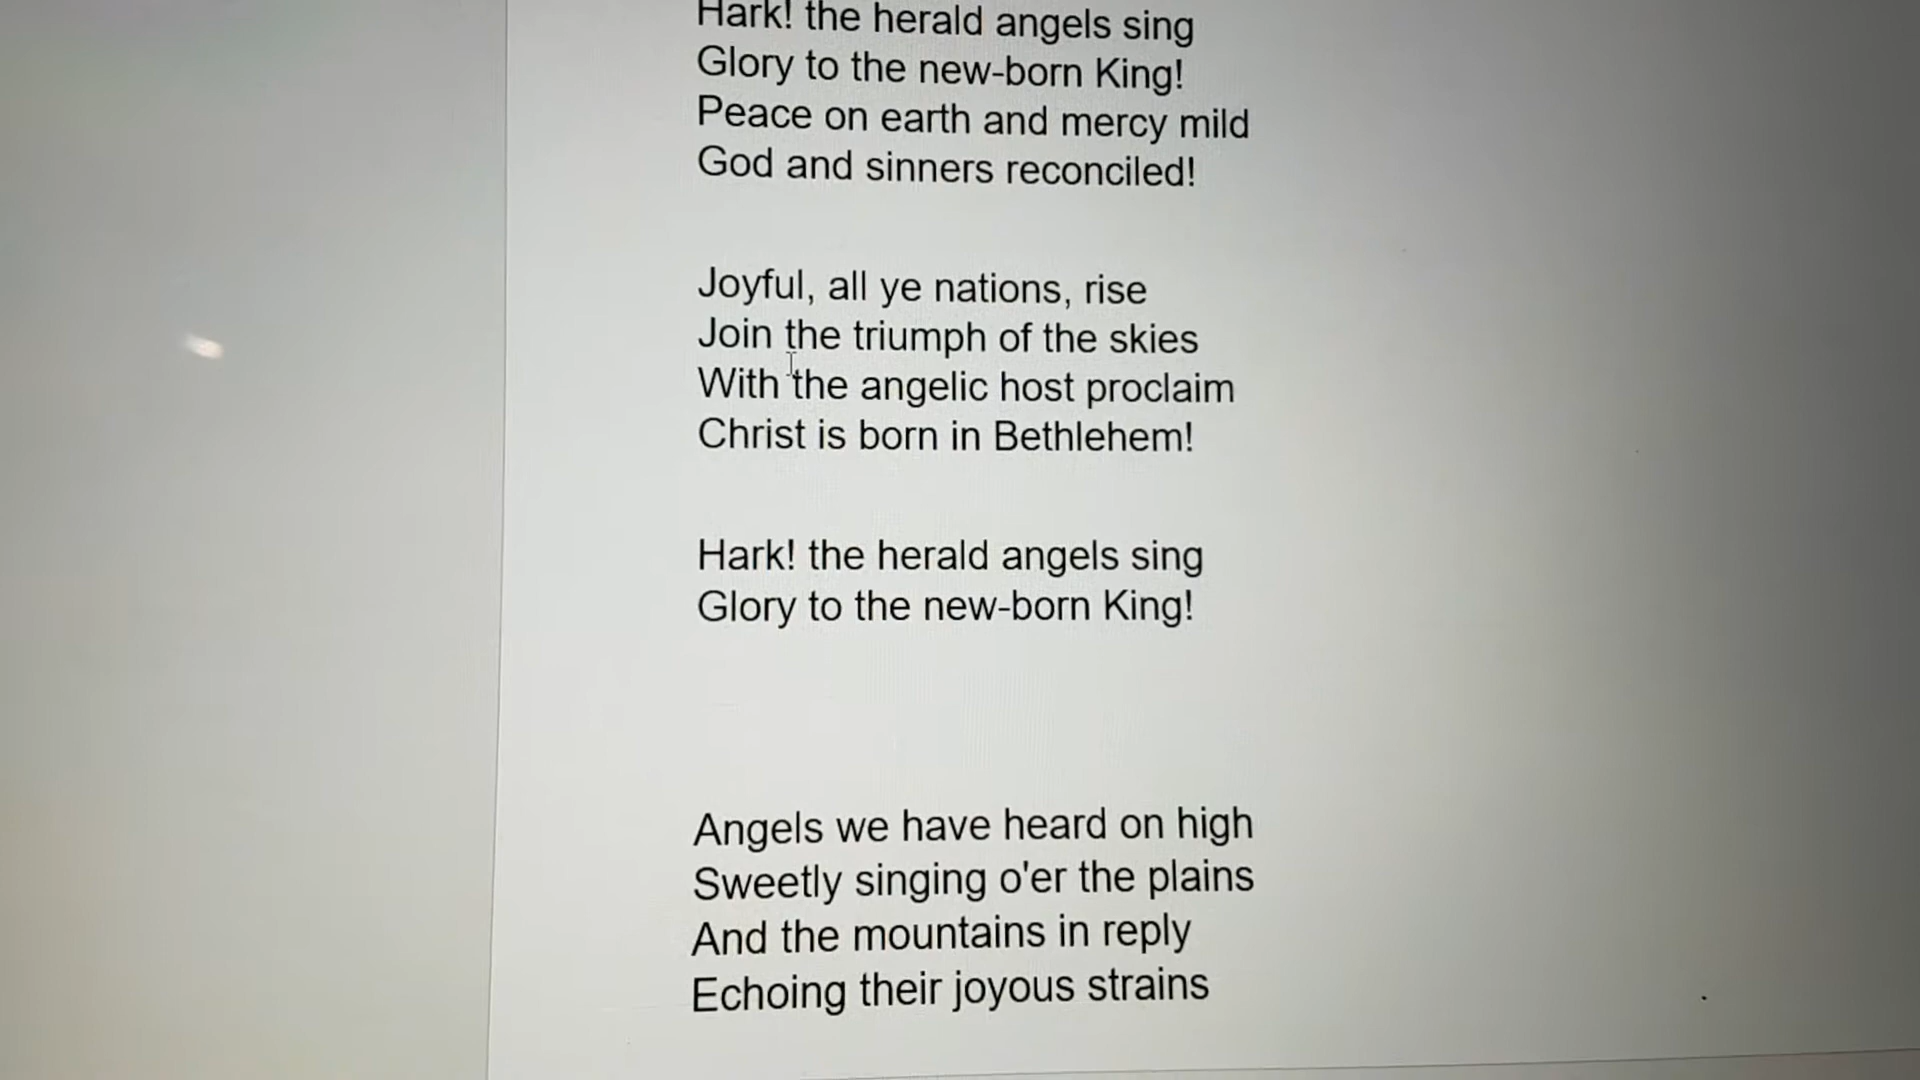 Hark! the herald angels sing
Glory to the new-born King!
Peace on earth and mercy mild
God and sinners reconciled!
Joyful, all ye nations, rise
Join the triumph of the skies
With the angelic host proclaim
Christ is born in Bethlehem!
Hark! the herald angels sing
Glory to the new-born King!
Angels we have heard on high
Sweetly singing o'er the plains
And the mountains in reply
Echoing their joyous strains